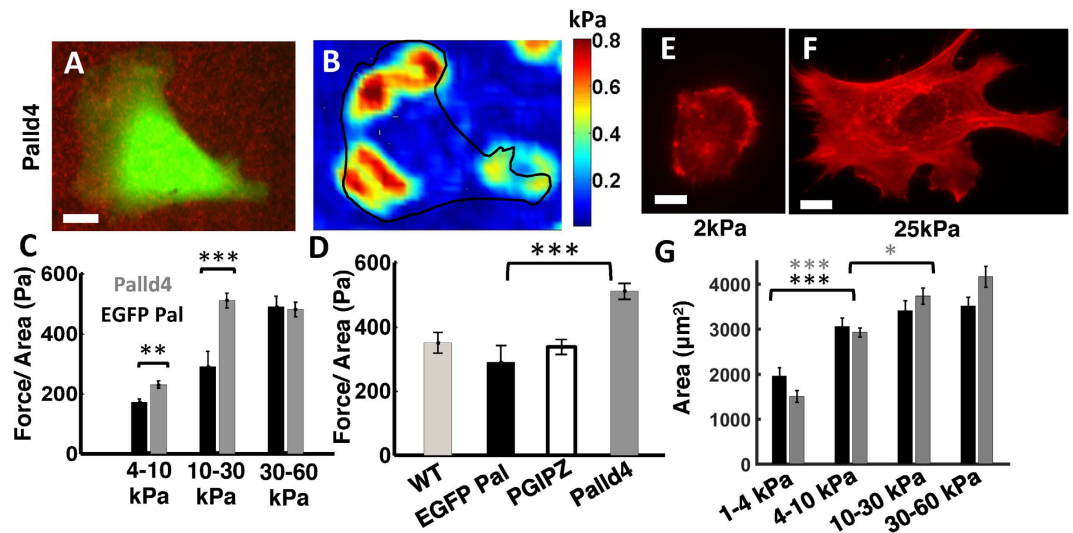 A
B
kPa
0.8
0.6
0.4
0.2
Palld4
E
F
2kPa
25kPa
C
Force/ Area (Pa)
600
400
200
0
Palld4
EGFP Pal
**
***
4-10
kPa
10-30
kPa
30-60
kPa
D
Force/ Area (Pa)
600
400
200
0
***
WT
EGFP Pal
PGIPZ
Palld4
G
Area (µm²)
4000
3000
2000
1000
0
***
***
*
1-4 kPa
4-10 kPa
10-30 kPa
30-60 kPa